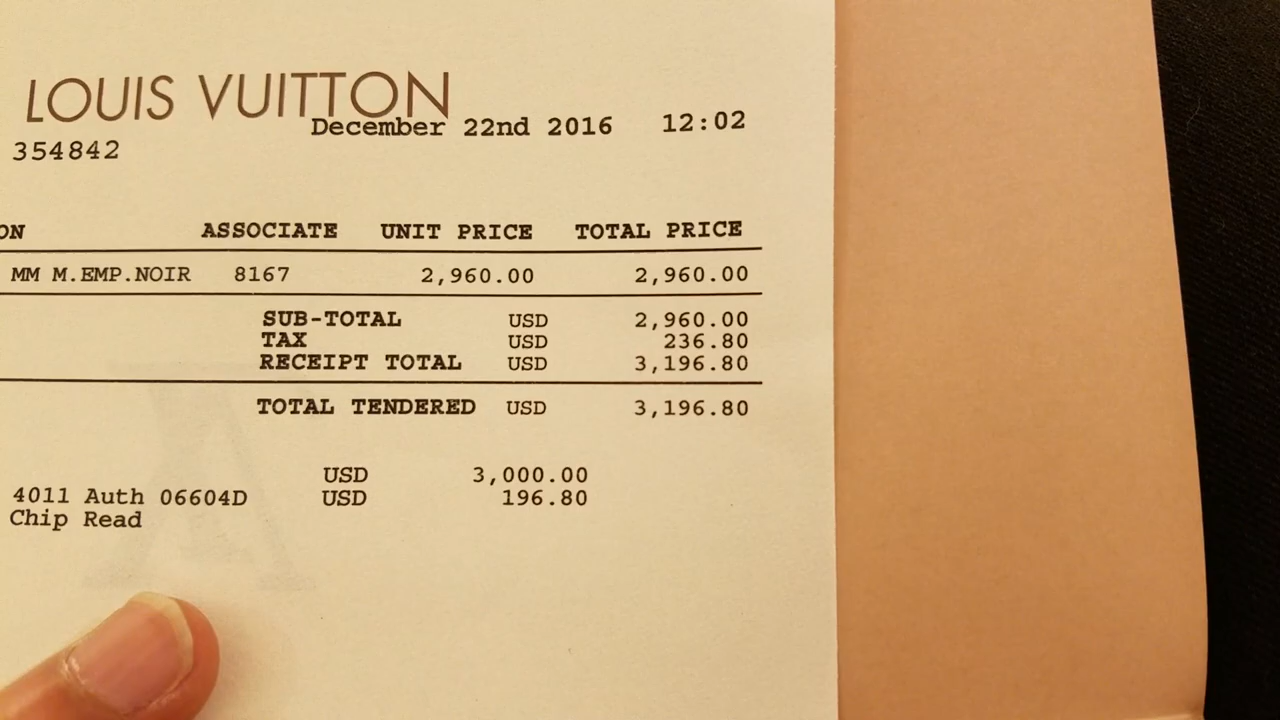 LOUIS VUITTON
December 22nd 2016 12:02
354842
ON ASSOCIATE UNIT PRICE TOTAL PRICE
MM M.EMP.NOIR 8167 2,960.00 2,960.00
SUB-TOTAL USD 2,960.00
TAX USD 236.80
RECEIPT TOTAL USD 3,196.80
TOTAL TENDERED USD 3,196.80
USD 3,000.00
4011 Auth 06604D USD 196.80
Chip Read